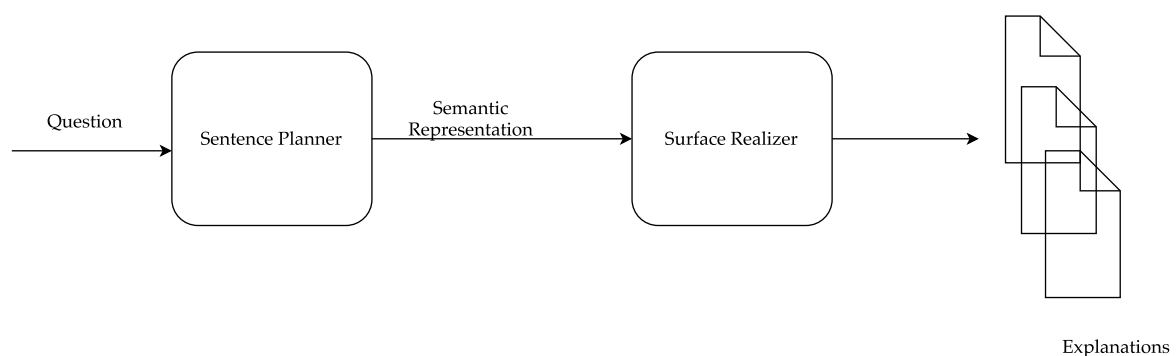 Question
Sentence Planner
Semantic
Representation
Surface Realizer
Explanations